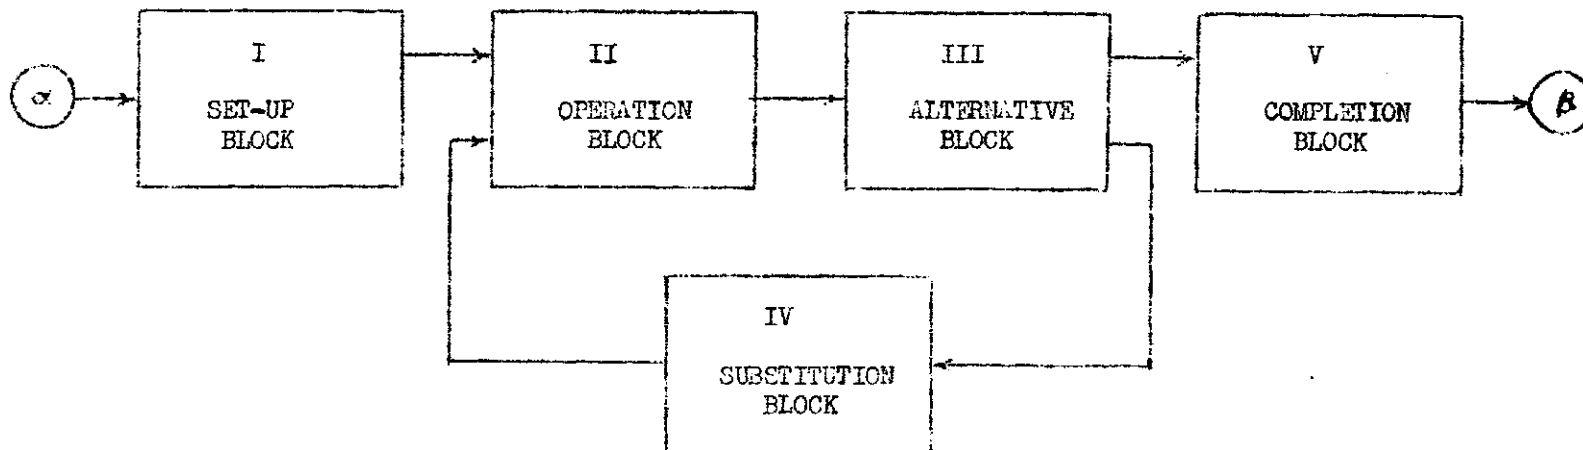 α
I
SET-UP
BLOCK
II
OPERATION
BLOCK
III
ALTERNATIVE
BLOCK
V
COMPLETION
BLOCK
β
IV
SUBSTITUTION
BLOCK